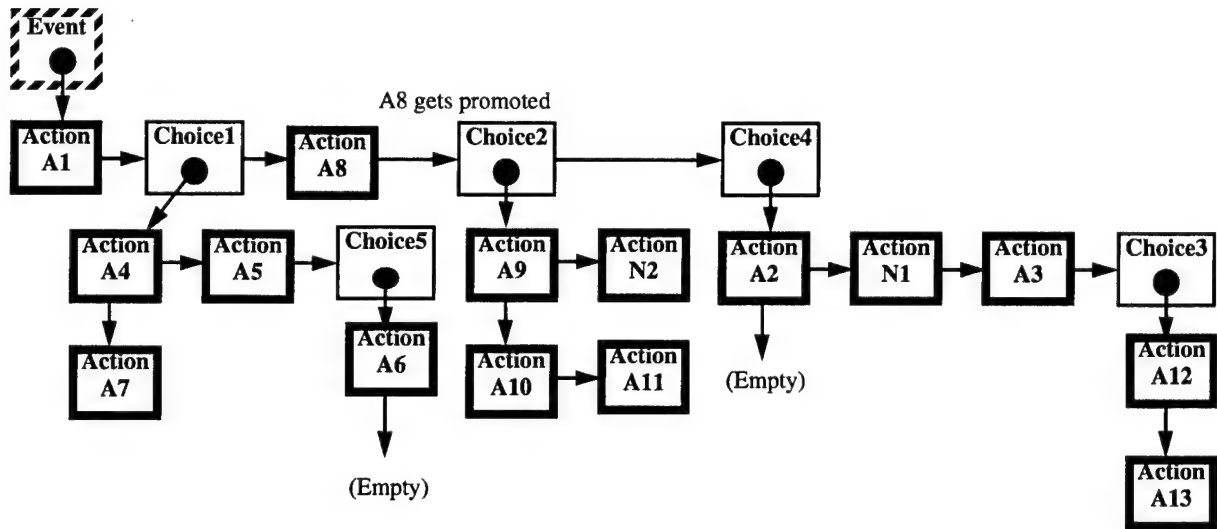 Event
A8 gets promoted
Action
A1
Choice1
Action
A8
Choice2
Choice4
Action
A4
Action
A5
Choice5
Action
A9
Action
N2
Action
A2
Action
N1
Action
A3
Choice3
Action
A7
Action
A6
Action
A10
Action
A11
(Empty)
Action
A12
(Empty)
Action
A13